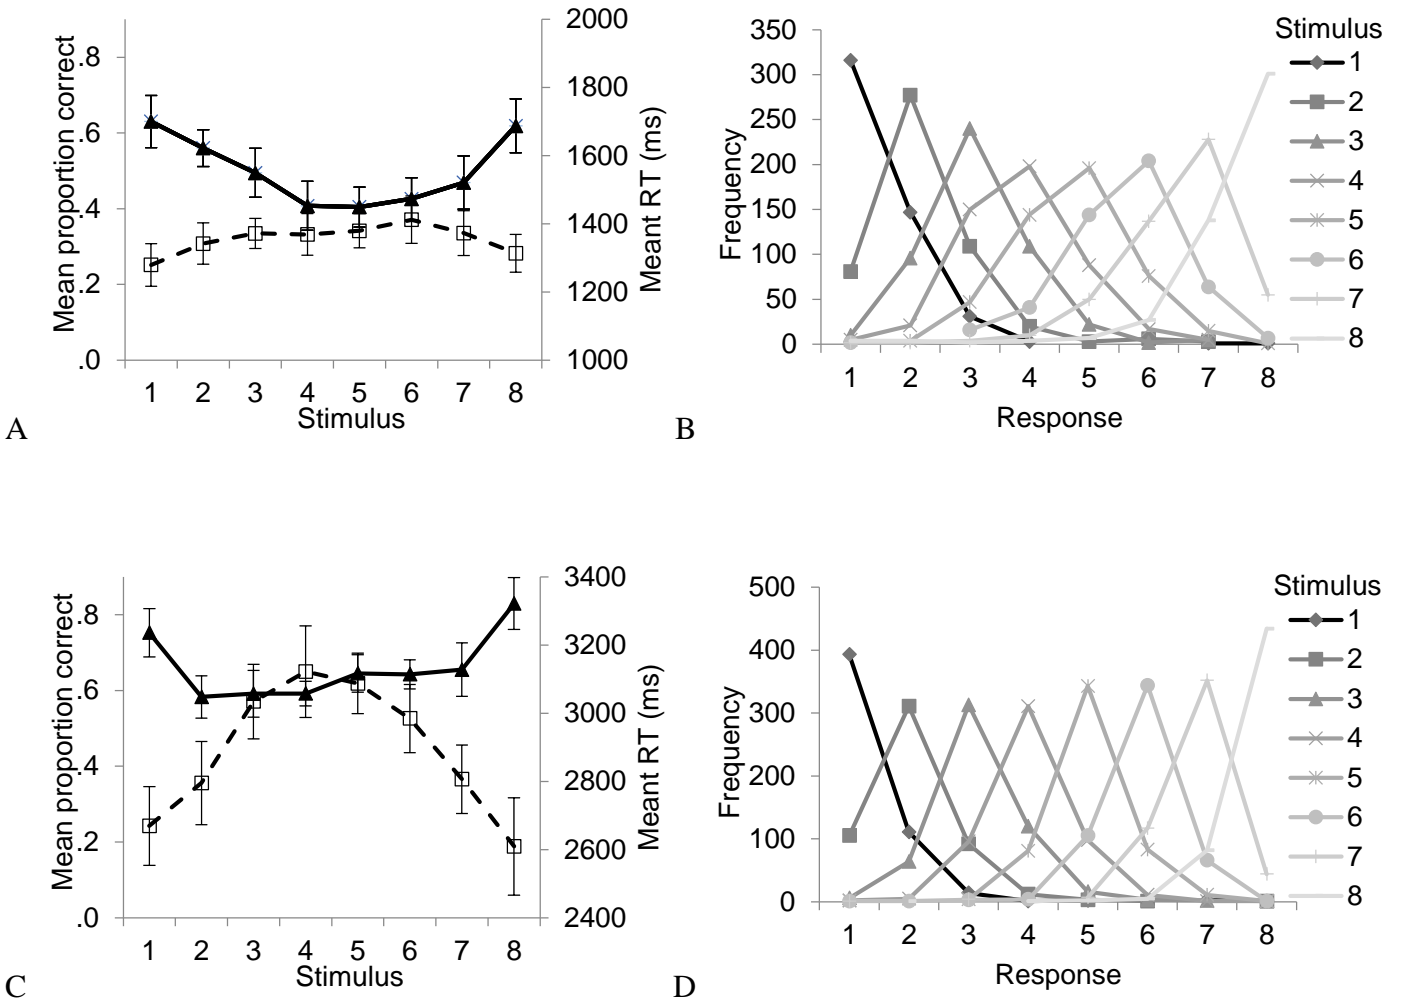 Mean proportion correct
.8
.6
.4
.2
.0
2000
1800
1600
1400
1200
1000
Meant RT (ms)
1 2 3 4 5 6 7 8
Stimulus
A
Frequency
350
300
250
200
150
100
50
0
1 2 3 4 5 6 7 8
Response
Stimulus
1
2
3
4
5
6
7
8
B
Mean proportion correct
.8
.6
.4
.2
.0
3400
3200
3000
2800
2600
2400
Meant RT (ms)
1 2 3 4 5 6 7 8
Stimulus
C
Frequency
500
400
300
200
100
0
1 2 3 4 5 6 7 8
Response
Stimulus
1
2
3
4
5
6
7
8
D